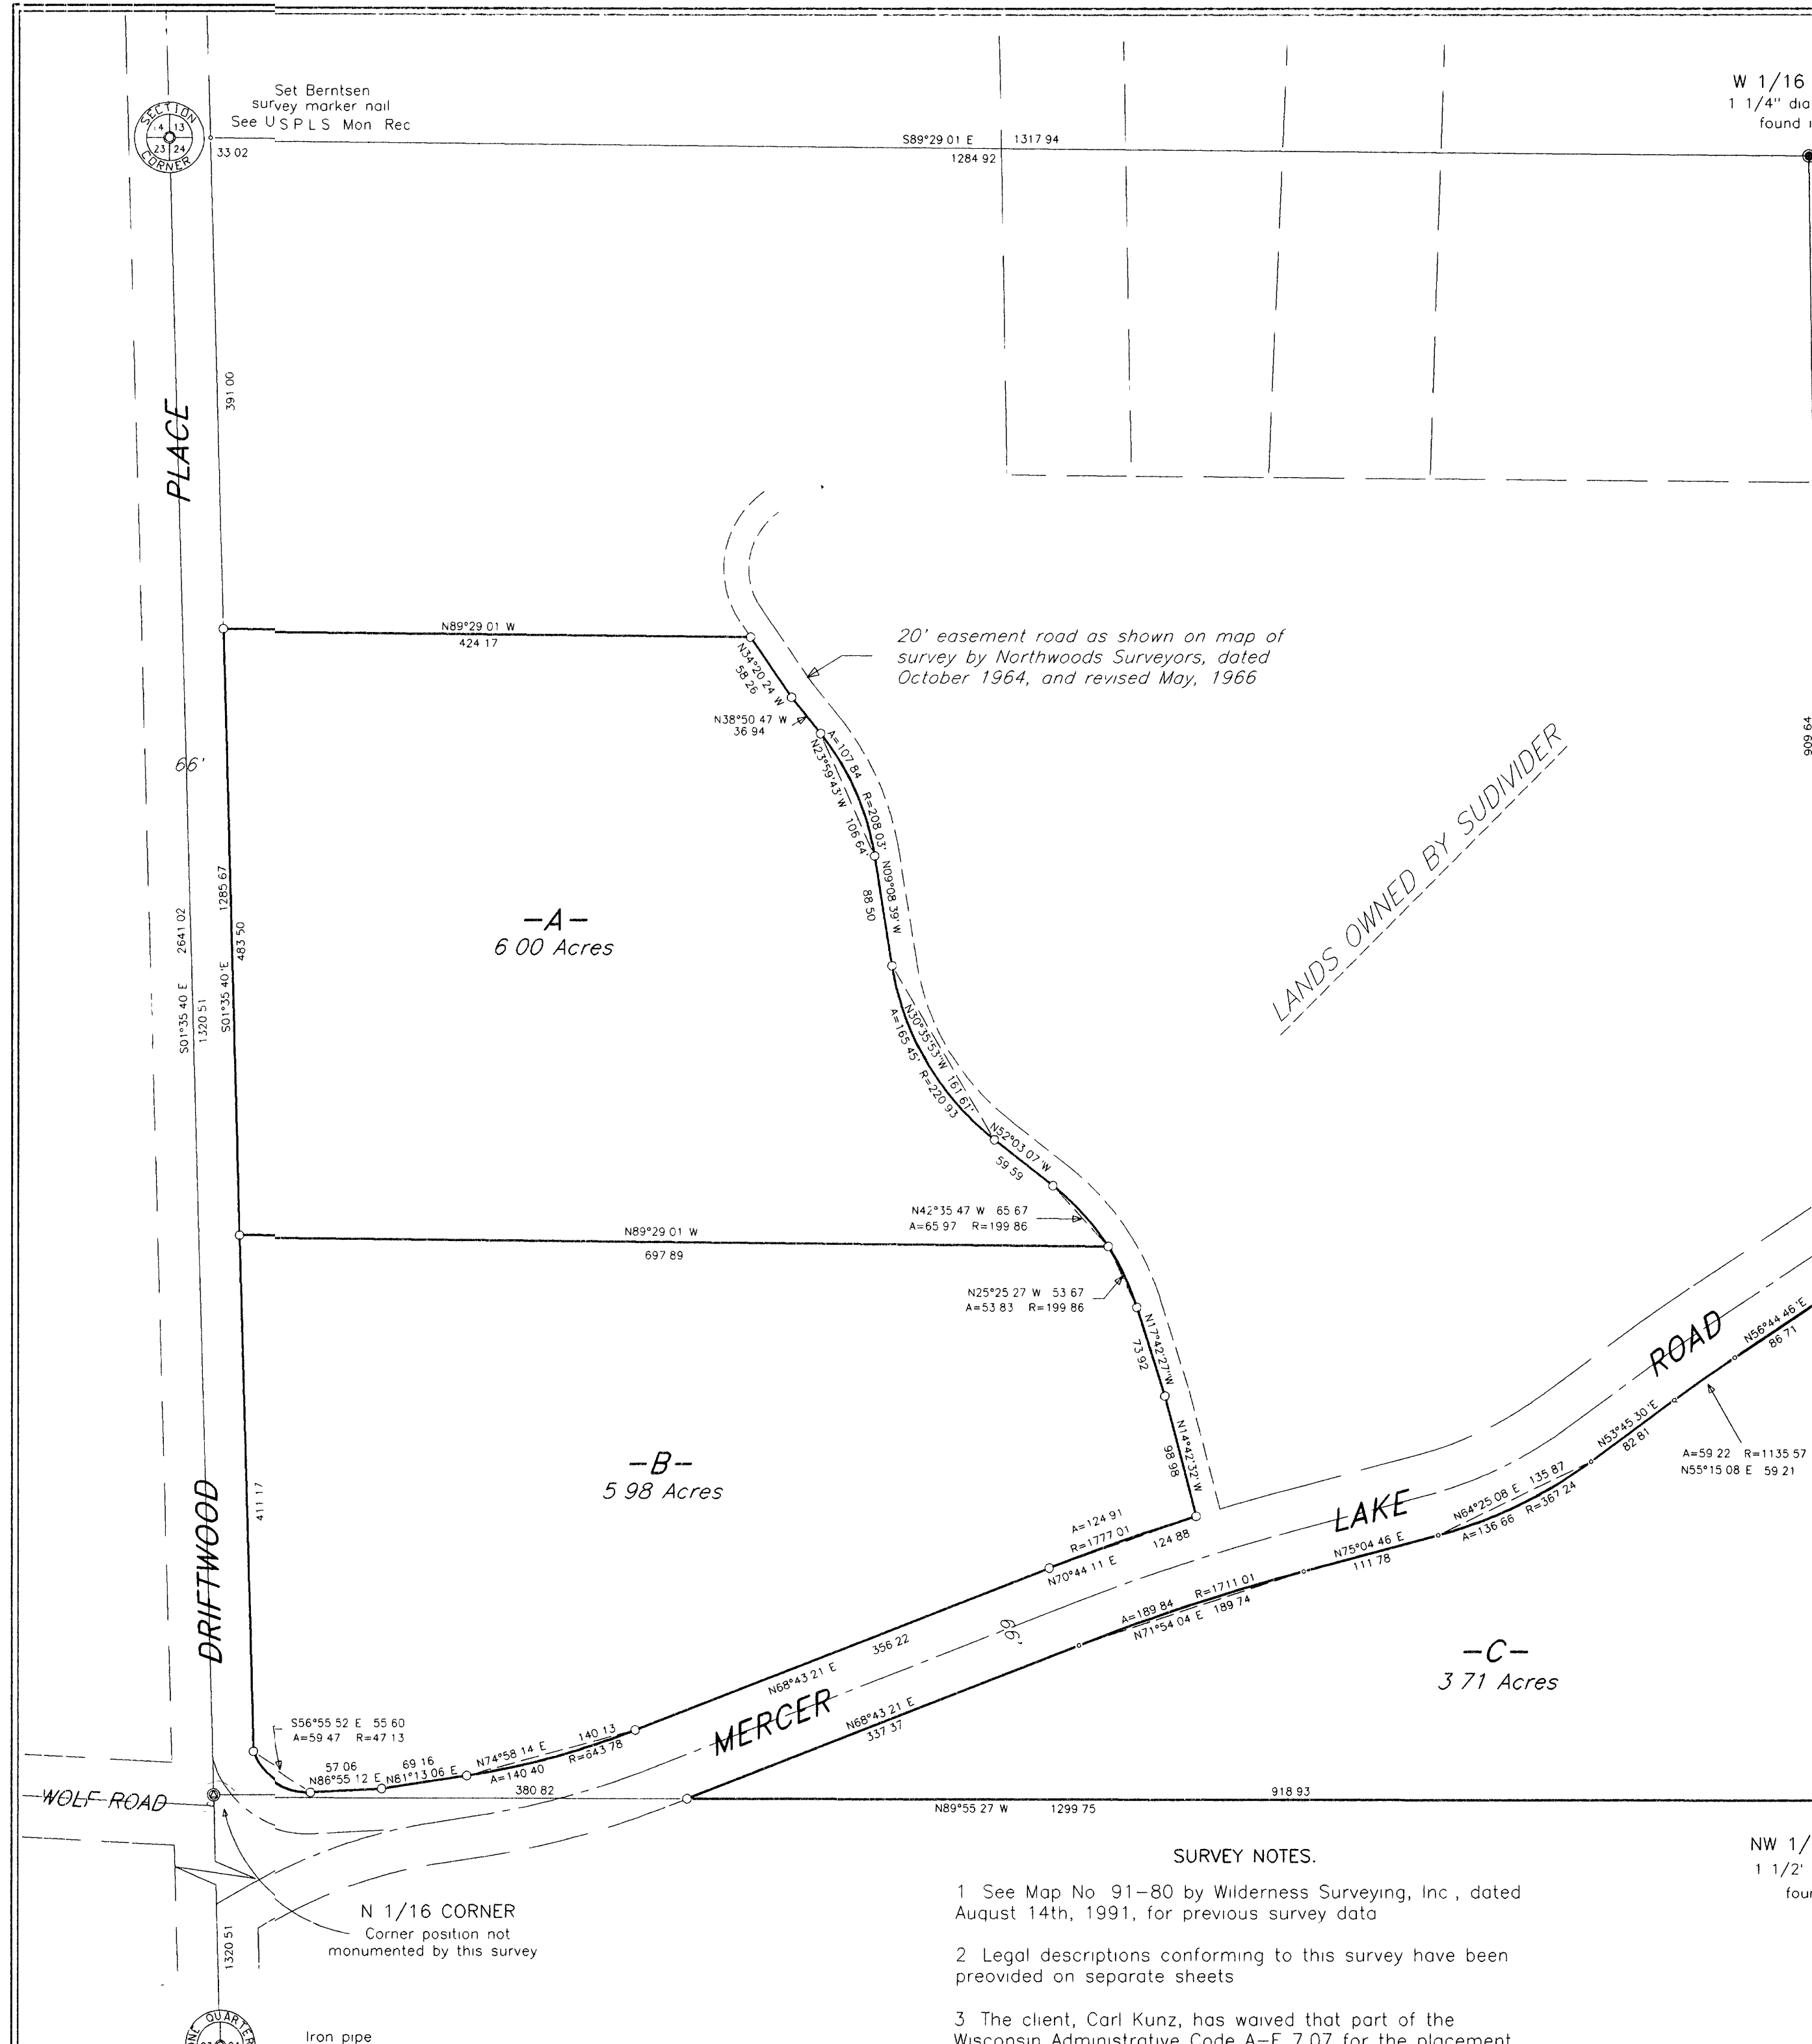 SECTION
14 13
23 24
CORNER
Set Berntsen
survey marker nail
See U S P L S Mon Rec
33 02
S89°29 01 E 1317 94
1284 92
W 1/16
1 1/4" dia
found
391 00
PLACE
N89°29 01 W
424 17
20' easement road as shown on map of
survey by Northwoods Surveyors, dated
October 1964, and revised May, 1966
N34°20 24 W
58 26
N38°50 47 W
36 94
A=107 84 R=208 03'
N23°59'43' W 106 64'
909 64
LANDS OWNED BY SUDIVIDER
66'
N09°08 39' W
88 50
-A-
6 00 Acres
S01°35 40 E 2641 02
1320 51
S01°35 40 'E 1285 67
483 50
N30°35'53"W 161 61'
A=165 45' R=220 93
N52°03 07 'W
59 59
N42°35 47 W 65 67
A=65 97 R=199 86
N89°29 01 W
697 89
N25°25 27 W 53 67
A=53 83 R=199 86
N17°42'27"W
73 92
N14°42'32' W
98 98
-B-
5 98 Acres
411 17
DRIFTWOOD
A=124 91
R=1777 01
N70°44 11 E 124 88
MERCER LAKE ROAD
N56°44 46 'E
86 71
A=59 22 R=1135 57
N55°15 08 E 59 21
N53°45 30 'E
82 81
N64°25 08 E 135 87
A=136 66 R=367 24
N75°04 46 E
111 78
A=189 84 R=1711 01
N71°54 04 E 189 74
N68°43 21 E 356 22
66'
N68°43 21 E
337 37
-C-
3 71 Acres
S56°55 52 E 55 60
A=59 47 R=47 13
57 06
N86°55 12 E
69 16
N81°13 06 E
N74°58 14 E 140 13
A=140 40 R=643 78
380 82
WOLF ROAD
918 93
N89°55 27 W 1299 75
NW 1/
1 1/2'
four
N 1/16 CORNER
Corner position not
monumented by this survey
1320 51
QUARTER
Iron pipe
SURVEY NOTES.
1 See Map No 91-80 by Wilderness Surveying, Inc , dated
August 14th, 1991, for previous survey data
2 Legal descriptions conforming to this survey have been
preovided on separate sheets
3 The client, Carl Kunz, has waived that part of the
Wisconsin Administrative Code A-E 7.07 for the placement